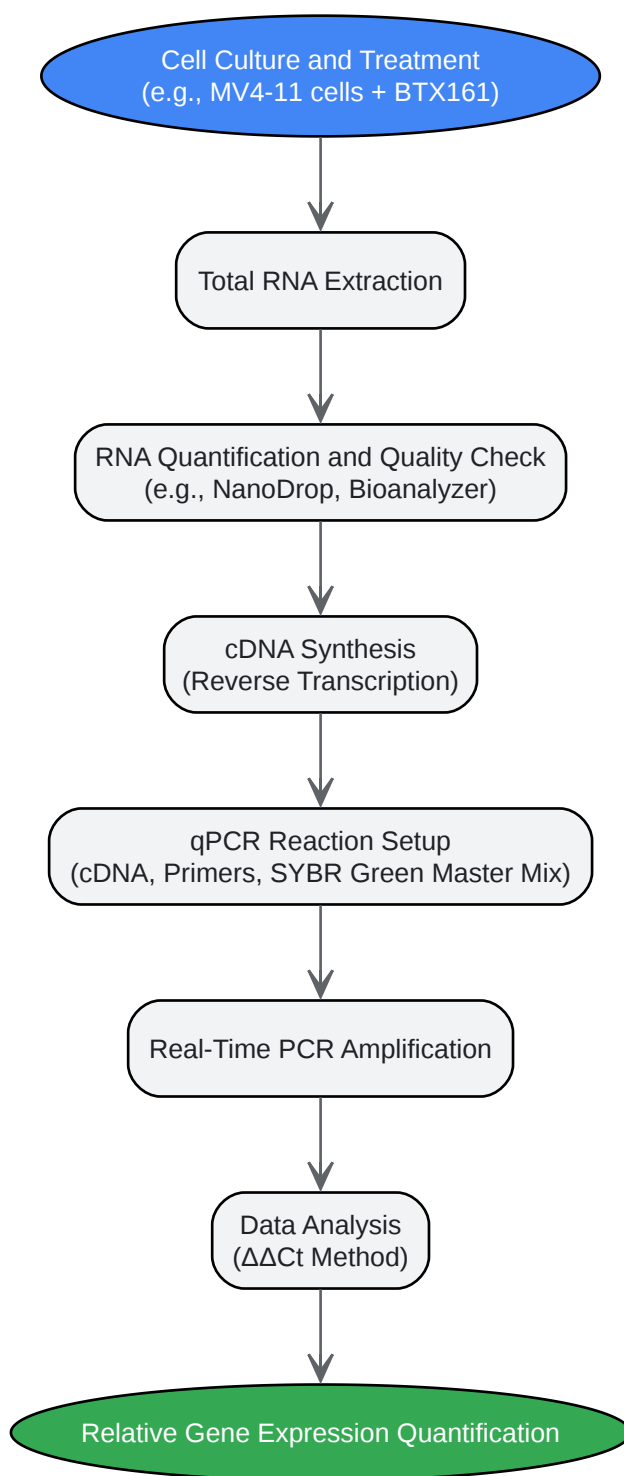 Cell Culture and Treatment
(e.g., MV4-11 cells + BTX161)
Total RNA Extraction
RNA Quantification and Quality Check
(e.g., NanoDrop, Bioanalyzer)
cDNA Synthesis
(Reverse Transcription)
qPCR Reaction Setup
(cDNA, Primers, SYBR Green Master Mix)
Real-Time PCR Amplification
Data Analysis
(ΔΔCt Method)
Relative Gene Expression Quantification